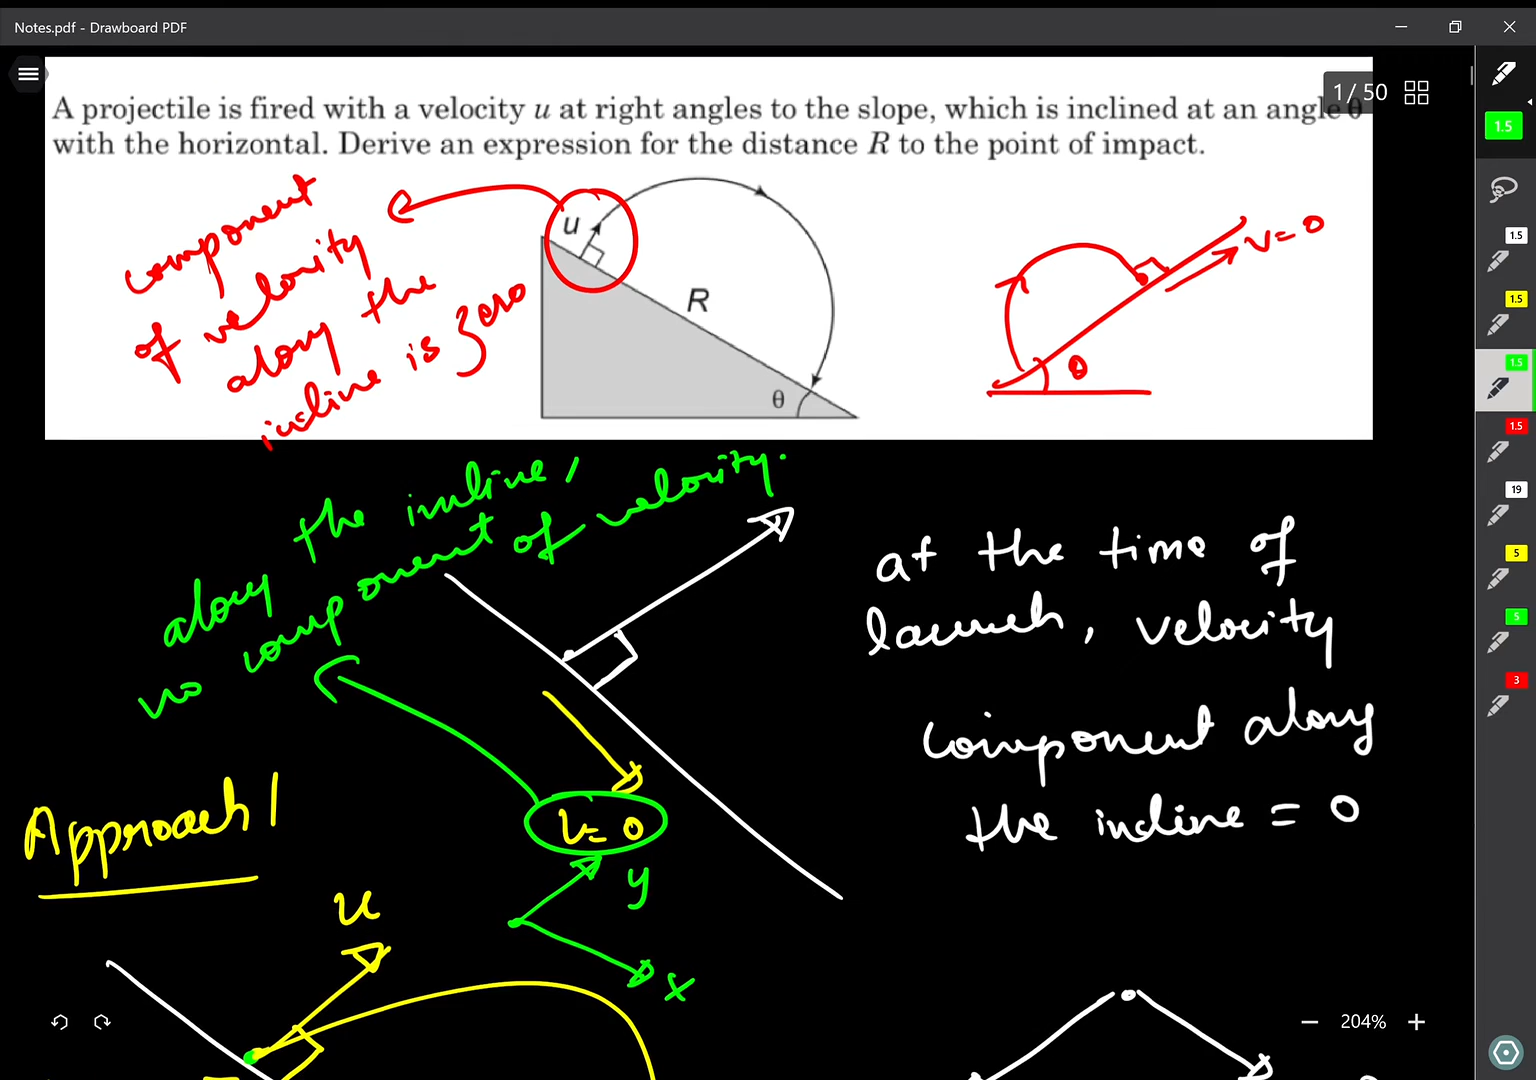 Notes.pdf - Drawboard PDF
1 / 50
A projectile is fired with a velocity u at right angles to the slope, which is inclined at an angle θ
with the horizontal. Derive an expression for the distance R to the point of impact.
component
of velocity
along the
incline is zero
u
R
θ
θ
v = 0
along the incline,
no component of velocity.
at the time of
launch, velocity
component along
the incline = 0
v = 0
y
x
Approach 1
u
204%
1.5
1.5
1.5
1.5
1.5
19
5
5
3